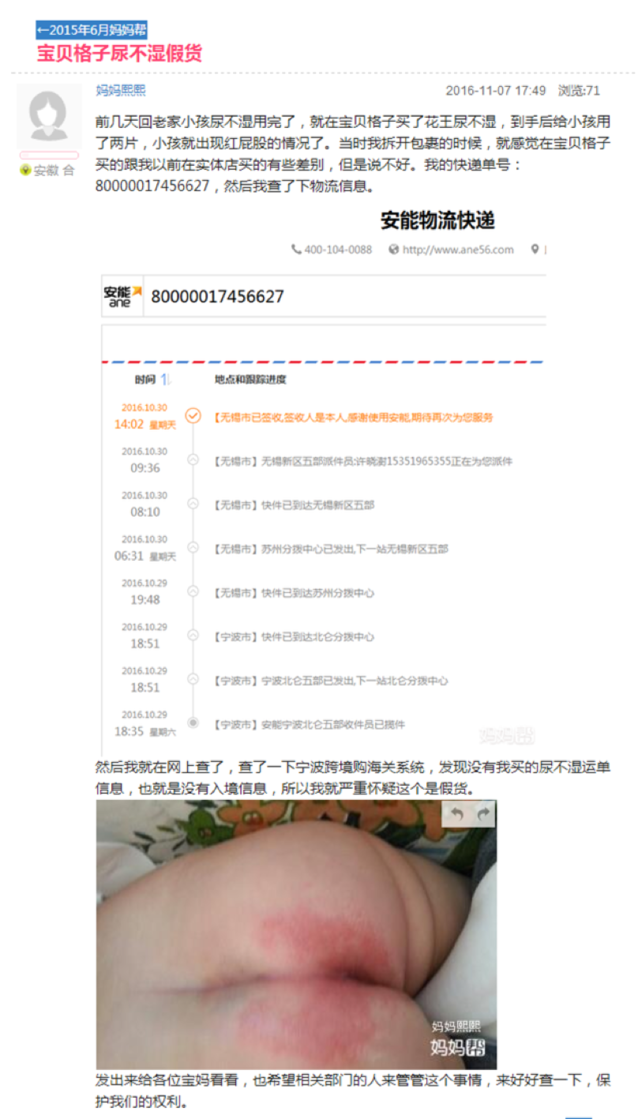 ←2015年6月妈妈帮
宝贝格子尿不湿假货
妈妈熙熙
2016-11-07 17:49 浏览:71
安徽 合
前几天回老家小孩尿不湿用完了，就在宝贝格子买了花王尿不湿，到手后给小孩用
了两片，小孩就出现红屁股的情况了。当时我拆开包裹的时候，就感觉在宝贝格子
买的跟我以前在实体店买的有些差别，但是说不好。我的快递单号：
80000017456627，然后我查了下物流信息。
安能物流快递
400-104-0088 http://www.ane56.com
安能
ane
80000017456627
时间 地点和跟踪进度
2016.10.30
14:02 星期天
【无锡市已签收,签收人是本人,感谢使用安能,期待再次为您服务
2016.10.30
09:36
【无锡市】无锡新区五部派件员:许晓澍15351965355正在为您派件
2016.10.30
08:10
【无锡市】快件已到达无锡新区五部
2016.10.30
06:31 星期天
【无锡市】苏州分拨中心已发出,下一站无锡新区五部
2016.10.29
19:48
【无锡市】快件已到达苏州分拨中心
2016.10.29
18:51
【宁波市】快件已到达北仑分拨中心
2016.10.29
18:51
【宁波市】宁波北仑五部已发出,下一站北仑分拨中心
2016.10.29
18:35 星期六
【宁波市】安能宁波北仑五部收件员已揽件
妈妈帮
然后我就在网上查了，查了一下宁波跨境购海关系统，发现没有我买的尿不湿运单
信息，也就是没有入境信息，所以我就严重怀疑这个是假货。
妈妈熙熙
妈妈帮
发出来给各位宝妈看看，也希望相关部门的人来管管这个事情，来好好查一下，保
护我们的权利。